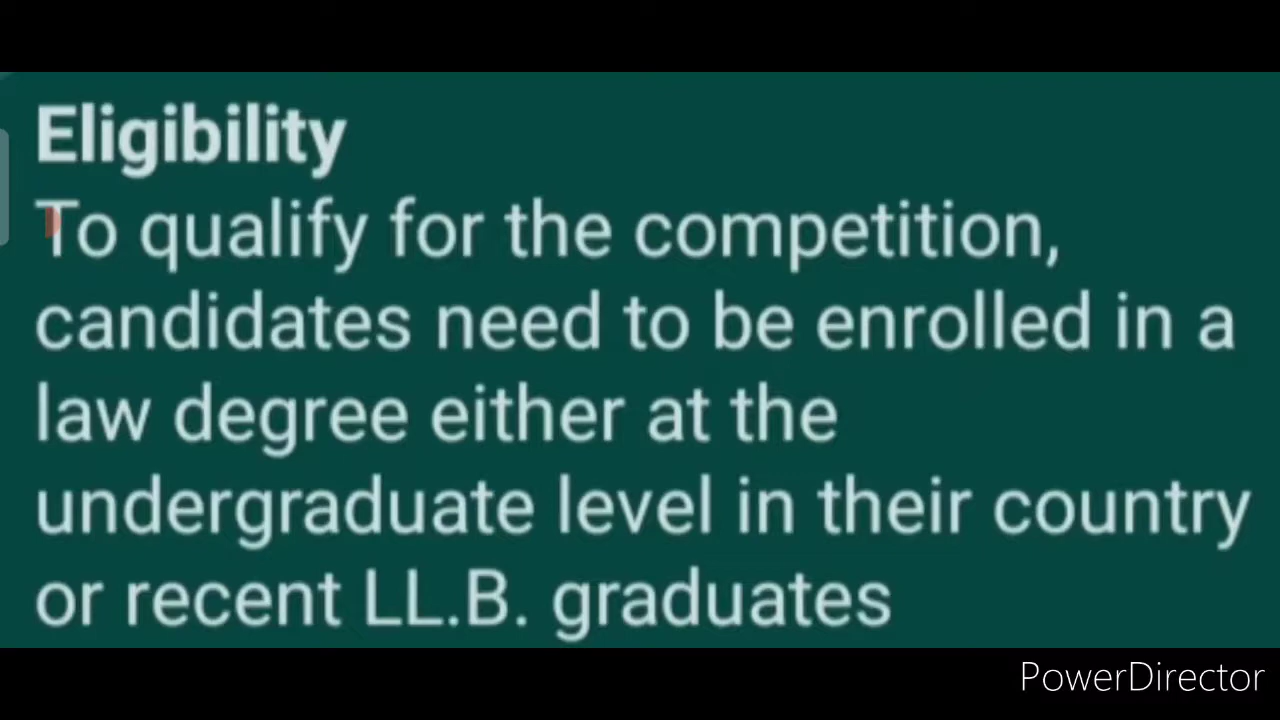 Eligibility
To qualify for the competition,
candidates need to be enrolled in a
law degree either at the
undergraduate level in their country
or recent LL.B. graduates
PowerDirector